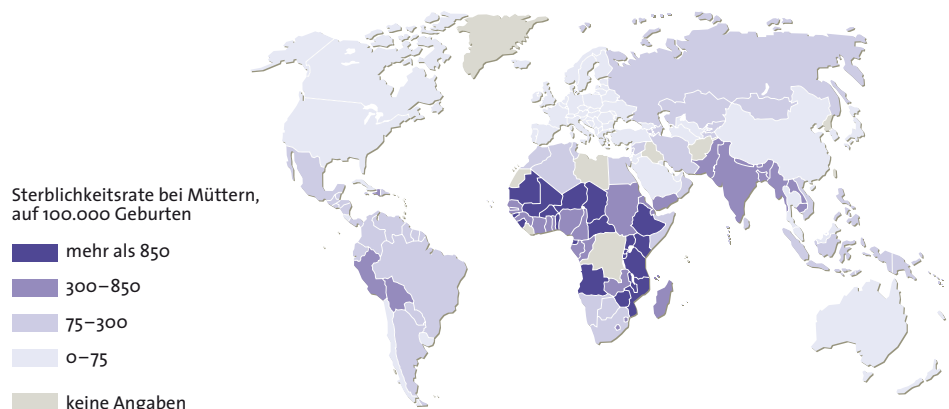 Sterblichkeitsrate bei Müttern,
auf 100.000 Geburten
mehr als 850
300–850
75–300
0–75
keine Angaben